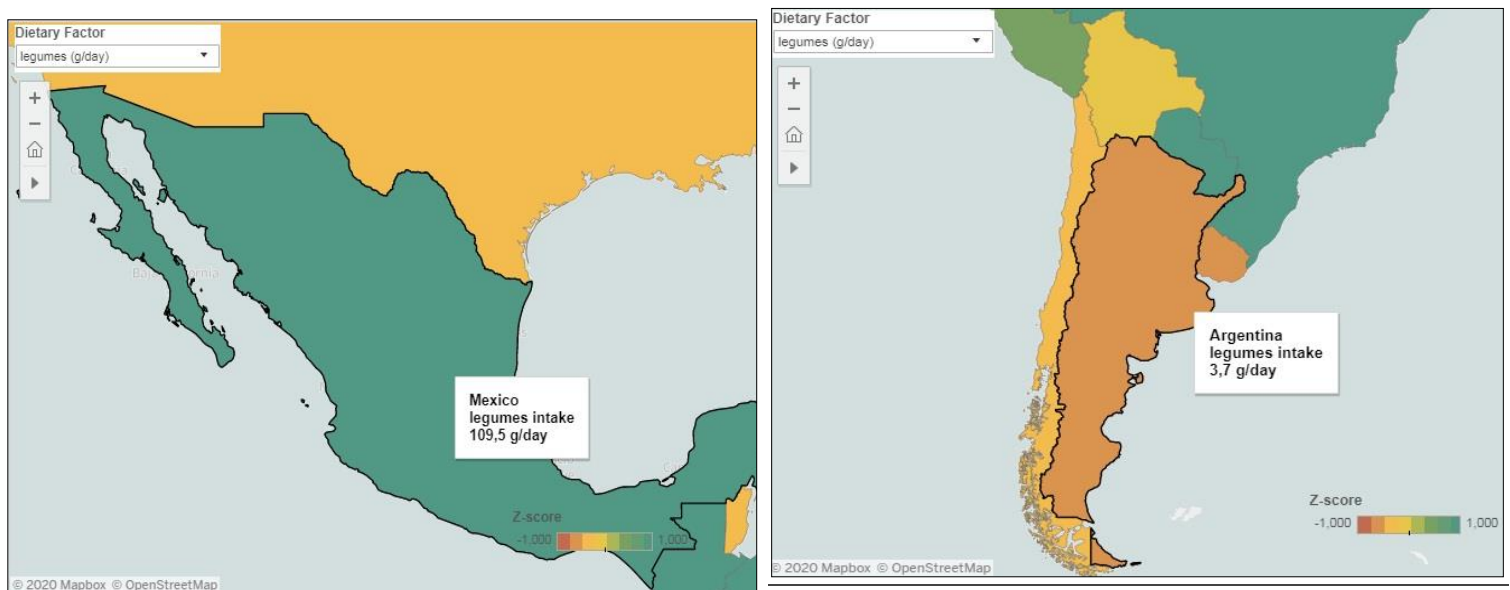 Dietary Factor
legumes (g/day)
+
−
Mexico
legumes intake
109,5 g/day
Z-score
-1,000 1,000
© 2020 Mapbox © OpenStreetMap
Dietary Factor
legumes (g/day)
+
−
Argentina
legumes intake
3,7 g/day
Z-score
-1,000 1,000
© 2020 Mapbox © OpenStreetMap